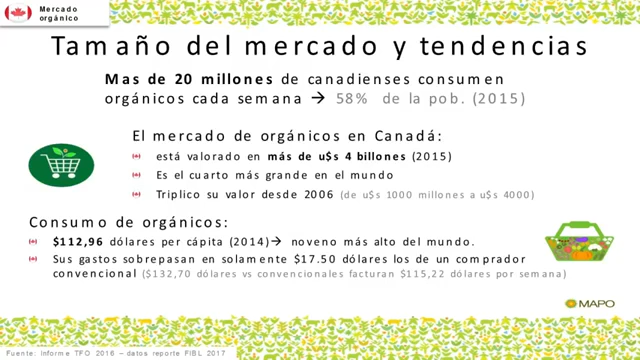 Mercado
orgánico
Tamaño del mercado y tendencias
Mas de 20 millones de canadienses consumen
orgánicos cada semana → 58% de la pob. (2015)
El mercado de orgánicos en Canadá:
está valorado en más de u$s 4 billones (2015)
Es el cuarto más grande en el mundo
Triplico su valor desde 2006 (de u$s 1000 millones a u$s 4000)
Consumo de orgánicos:
$112,96 dólares per cápita (2014)→ noveno más alto del mundo.
Sus gastos sobrepasan en solamente $17.50 dólares los de un comprador
convencional ($132,70 dólares vs convencionales facturan $115,22 dólares por semana)
MAPO
Fuente: Informe TFO 2016 – datos reporte FIBL 2017